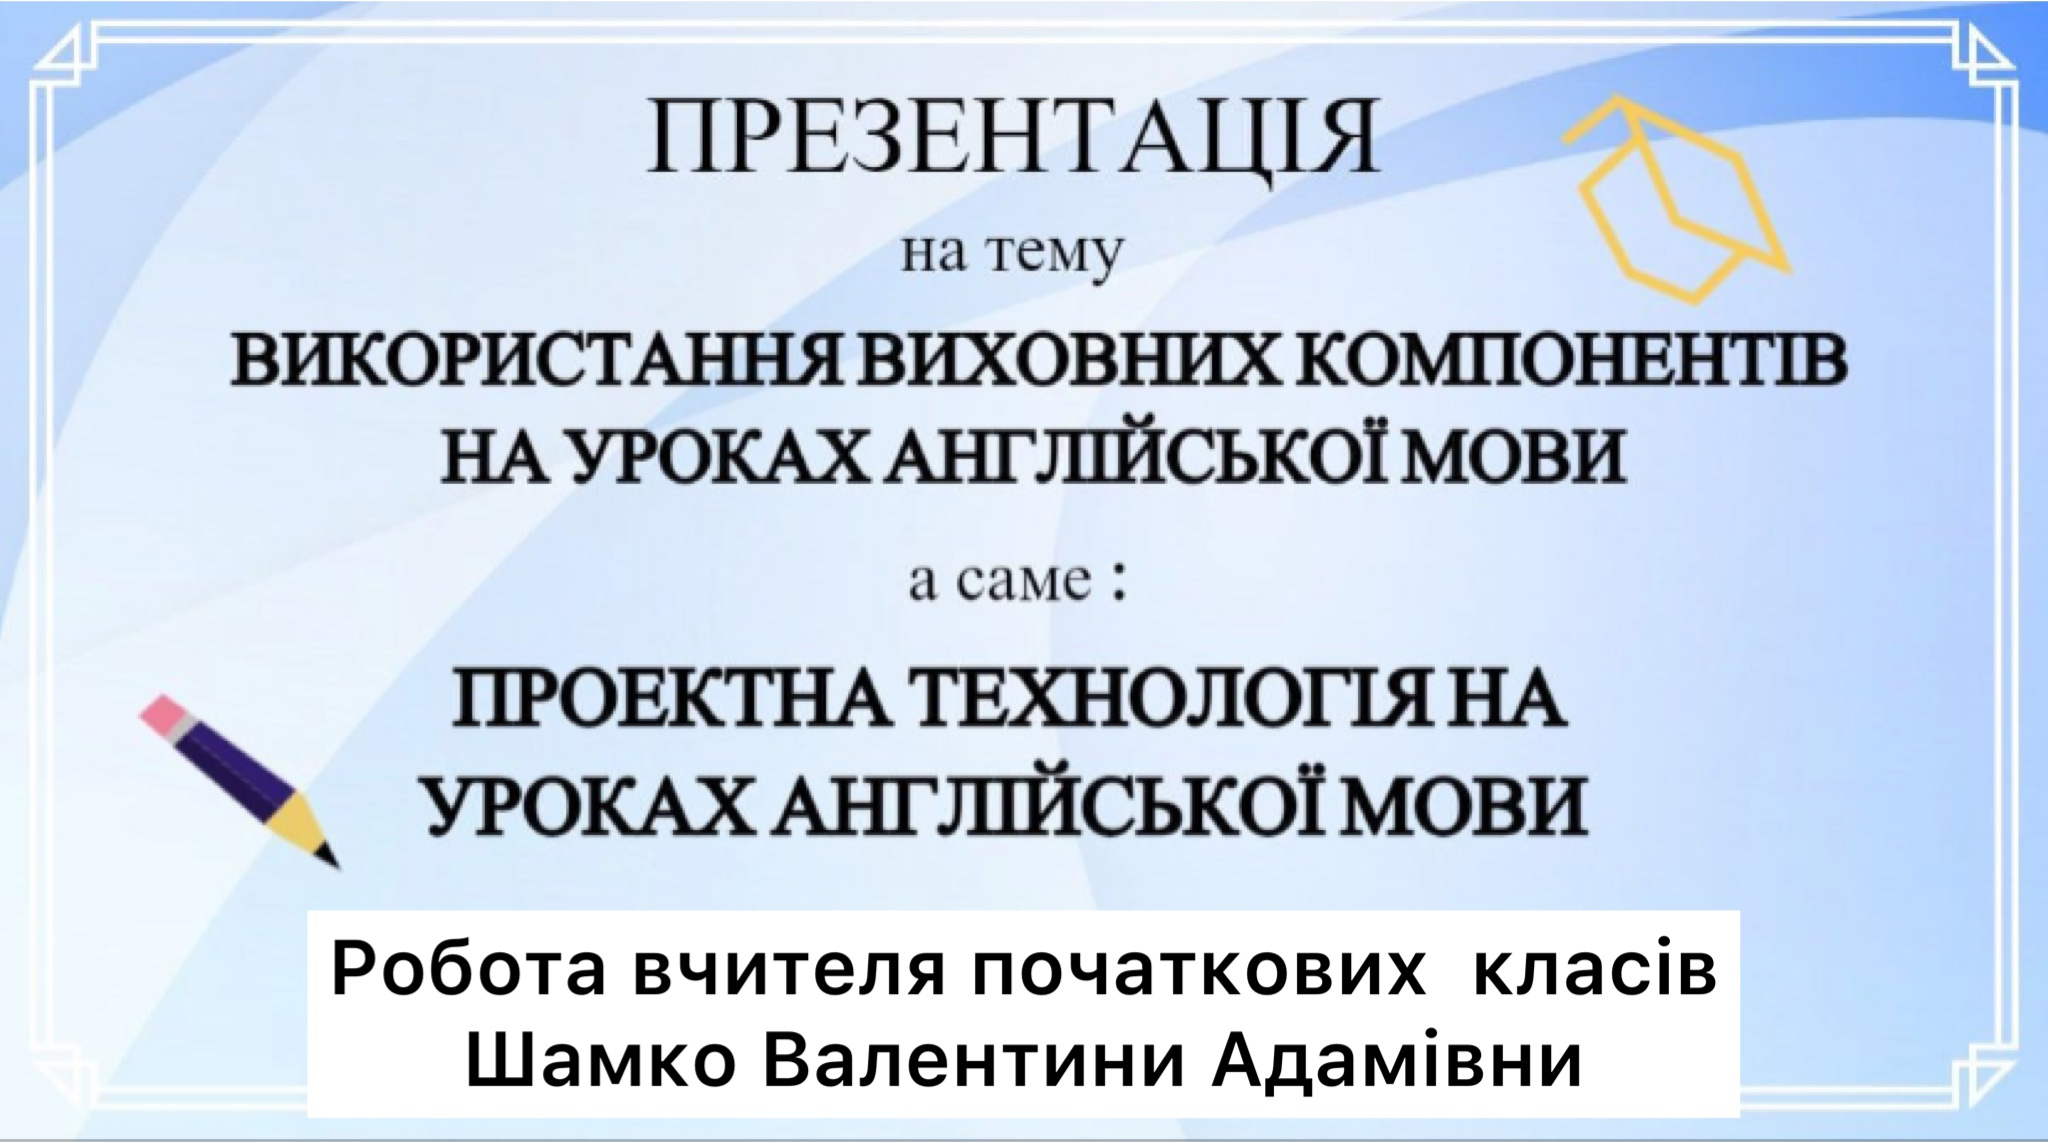 ПРЕЗЕНТАЦІЯ
на тему
ВИКОРИСТАННЯ ВИХОВНИХ КОМПОНЕНТІВ
НА УРОКАХ АНГЛІЙСЬКОЇ МОВИ
а саме :
ПРОЕКТНА ТЕХНОЛОГІЯ НА
УРОКАХ АНГЛІЙСЬКОЇ МОВИ
Робота вчителя початкових  класів
Шамко Валентини Адамівни